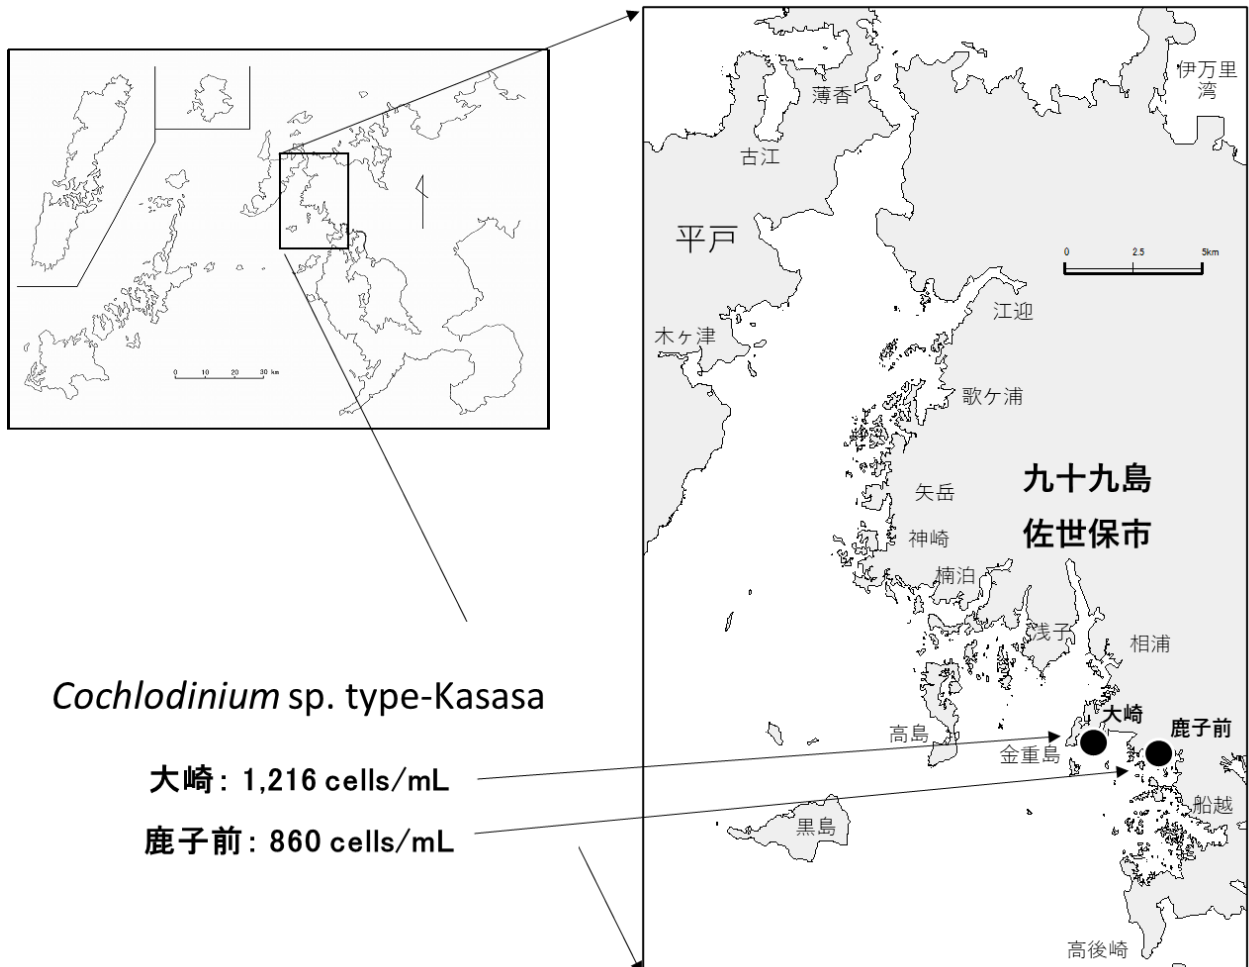 0 10 20 30 km
Cochlodinium sp. type-Kasasa
大崎： 1,216 cells/mL
鹿子前： 860 cells/mL
伊万里
湾
薄香
古江
平戸
0 2.5 5km
江迎
木ヶ津
歌ケ浦
九十九島
佐世保市
矢岳
神崎
楠泊
浅子
相浦
大崎
鹿子前
高島
金重島
船越
黒島
高後崎